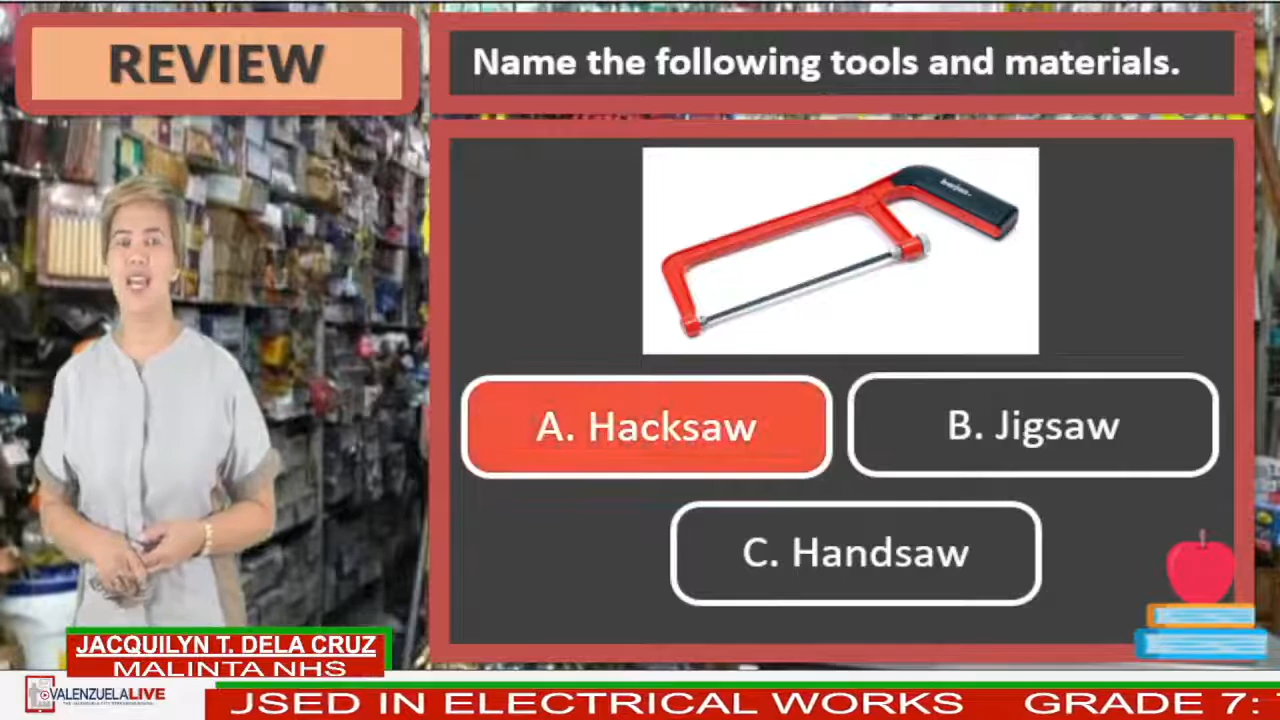 REVIEW
Name the following tools and materials.
A. Hacksaw
B. Jigsaw
C. Handsaw
JACQUILYN T. DELA CRUZ
MALINTA NHS
VALENZUELALIVE
JSED IN ELECTRICAL WORKS GRADE 7: